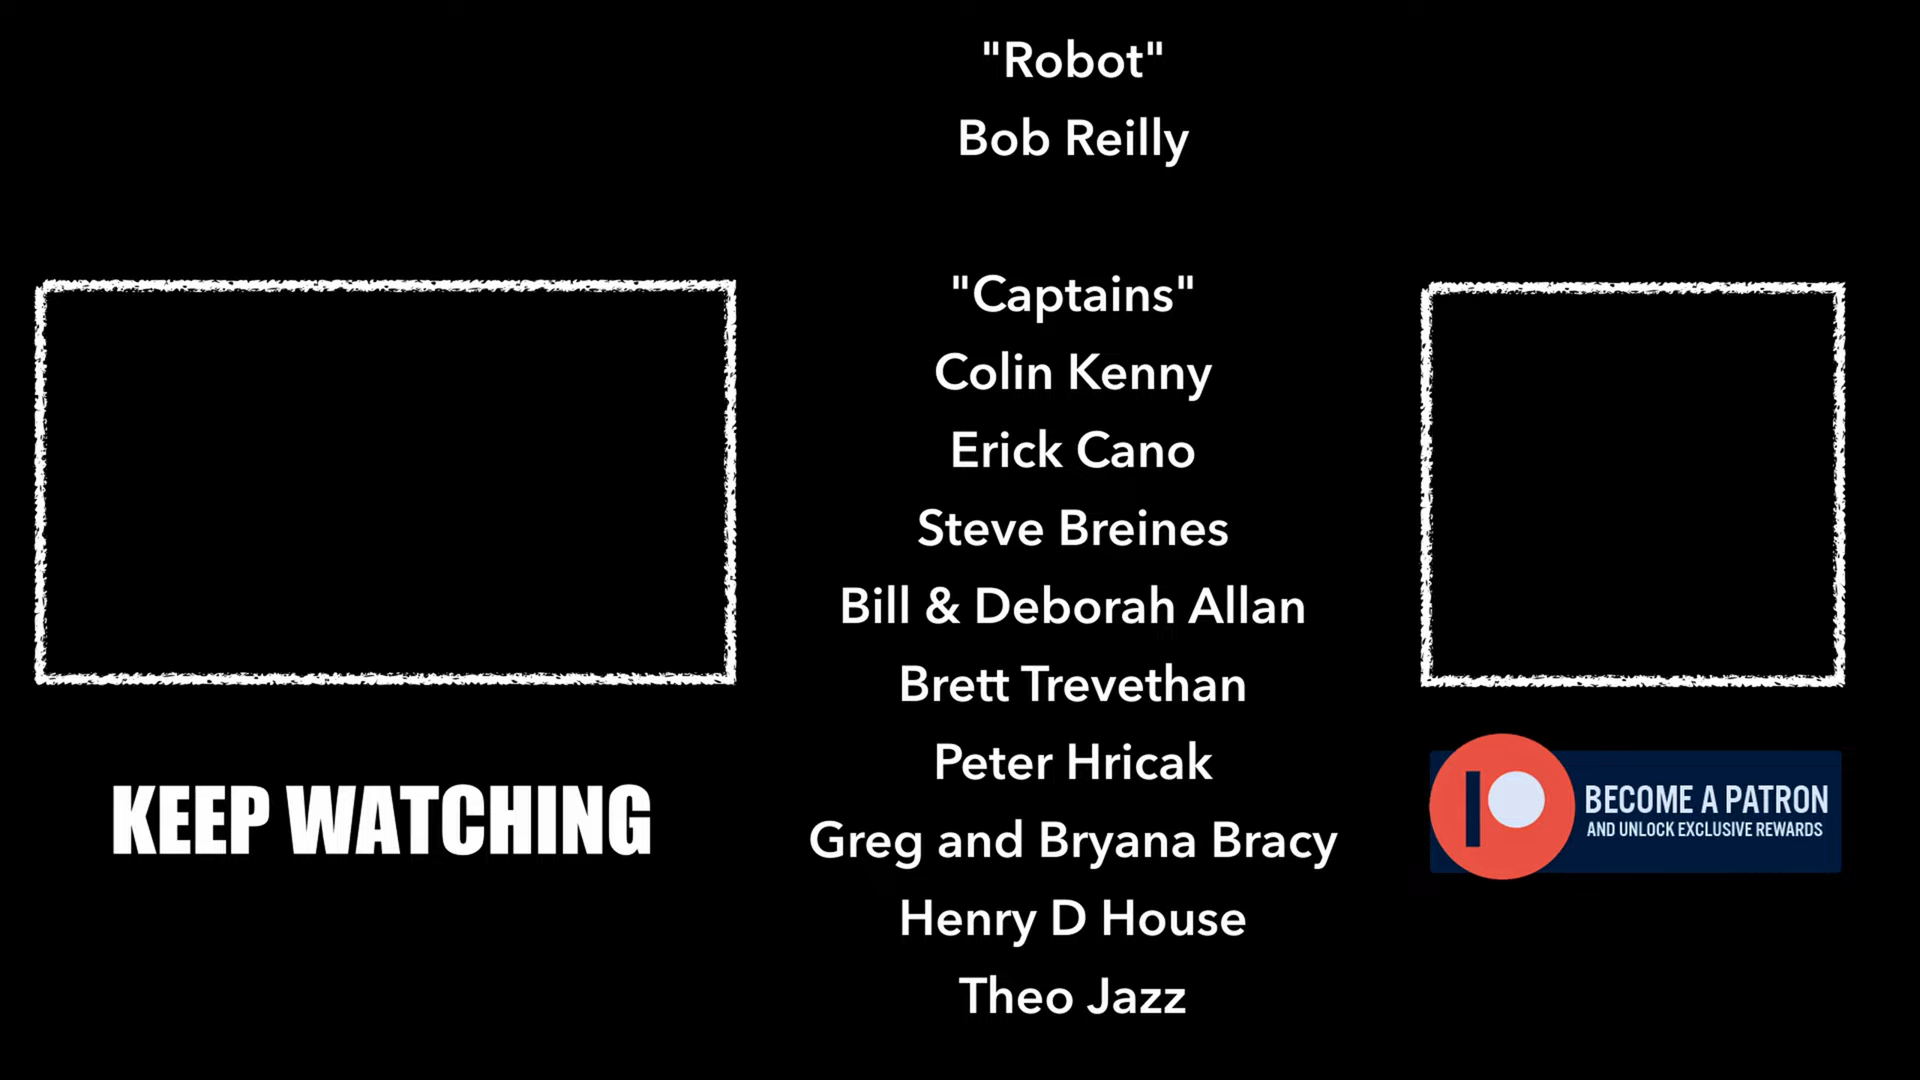 "Robot"
Bob Reilly
"Captains"
Colin Kenny
Erick Cano
Steve Breines
Bill & Deborah Allan
Brett Trevethan
Peter Hricak
Greg and Bryana Bracy
Henry D House
Theo Jazz
KEEP WATCHING
BECOME A PATRON
AND UNLOCK EXCLUSIVE REWARDS